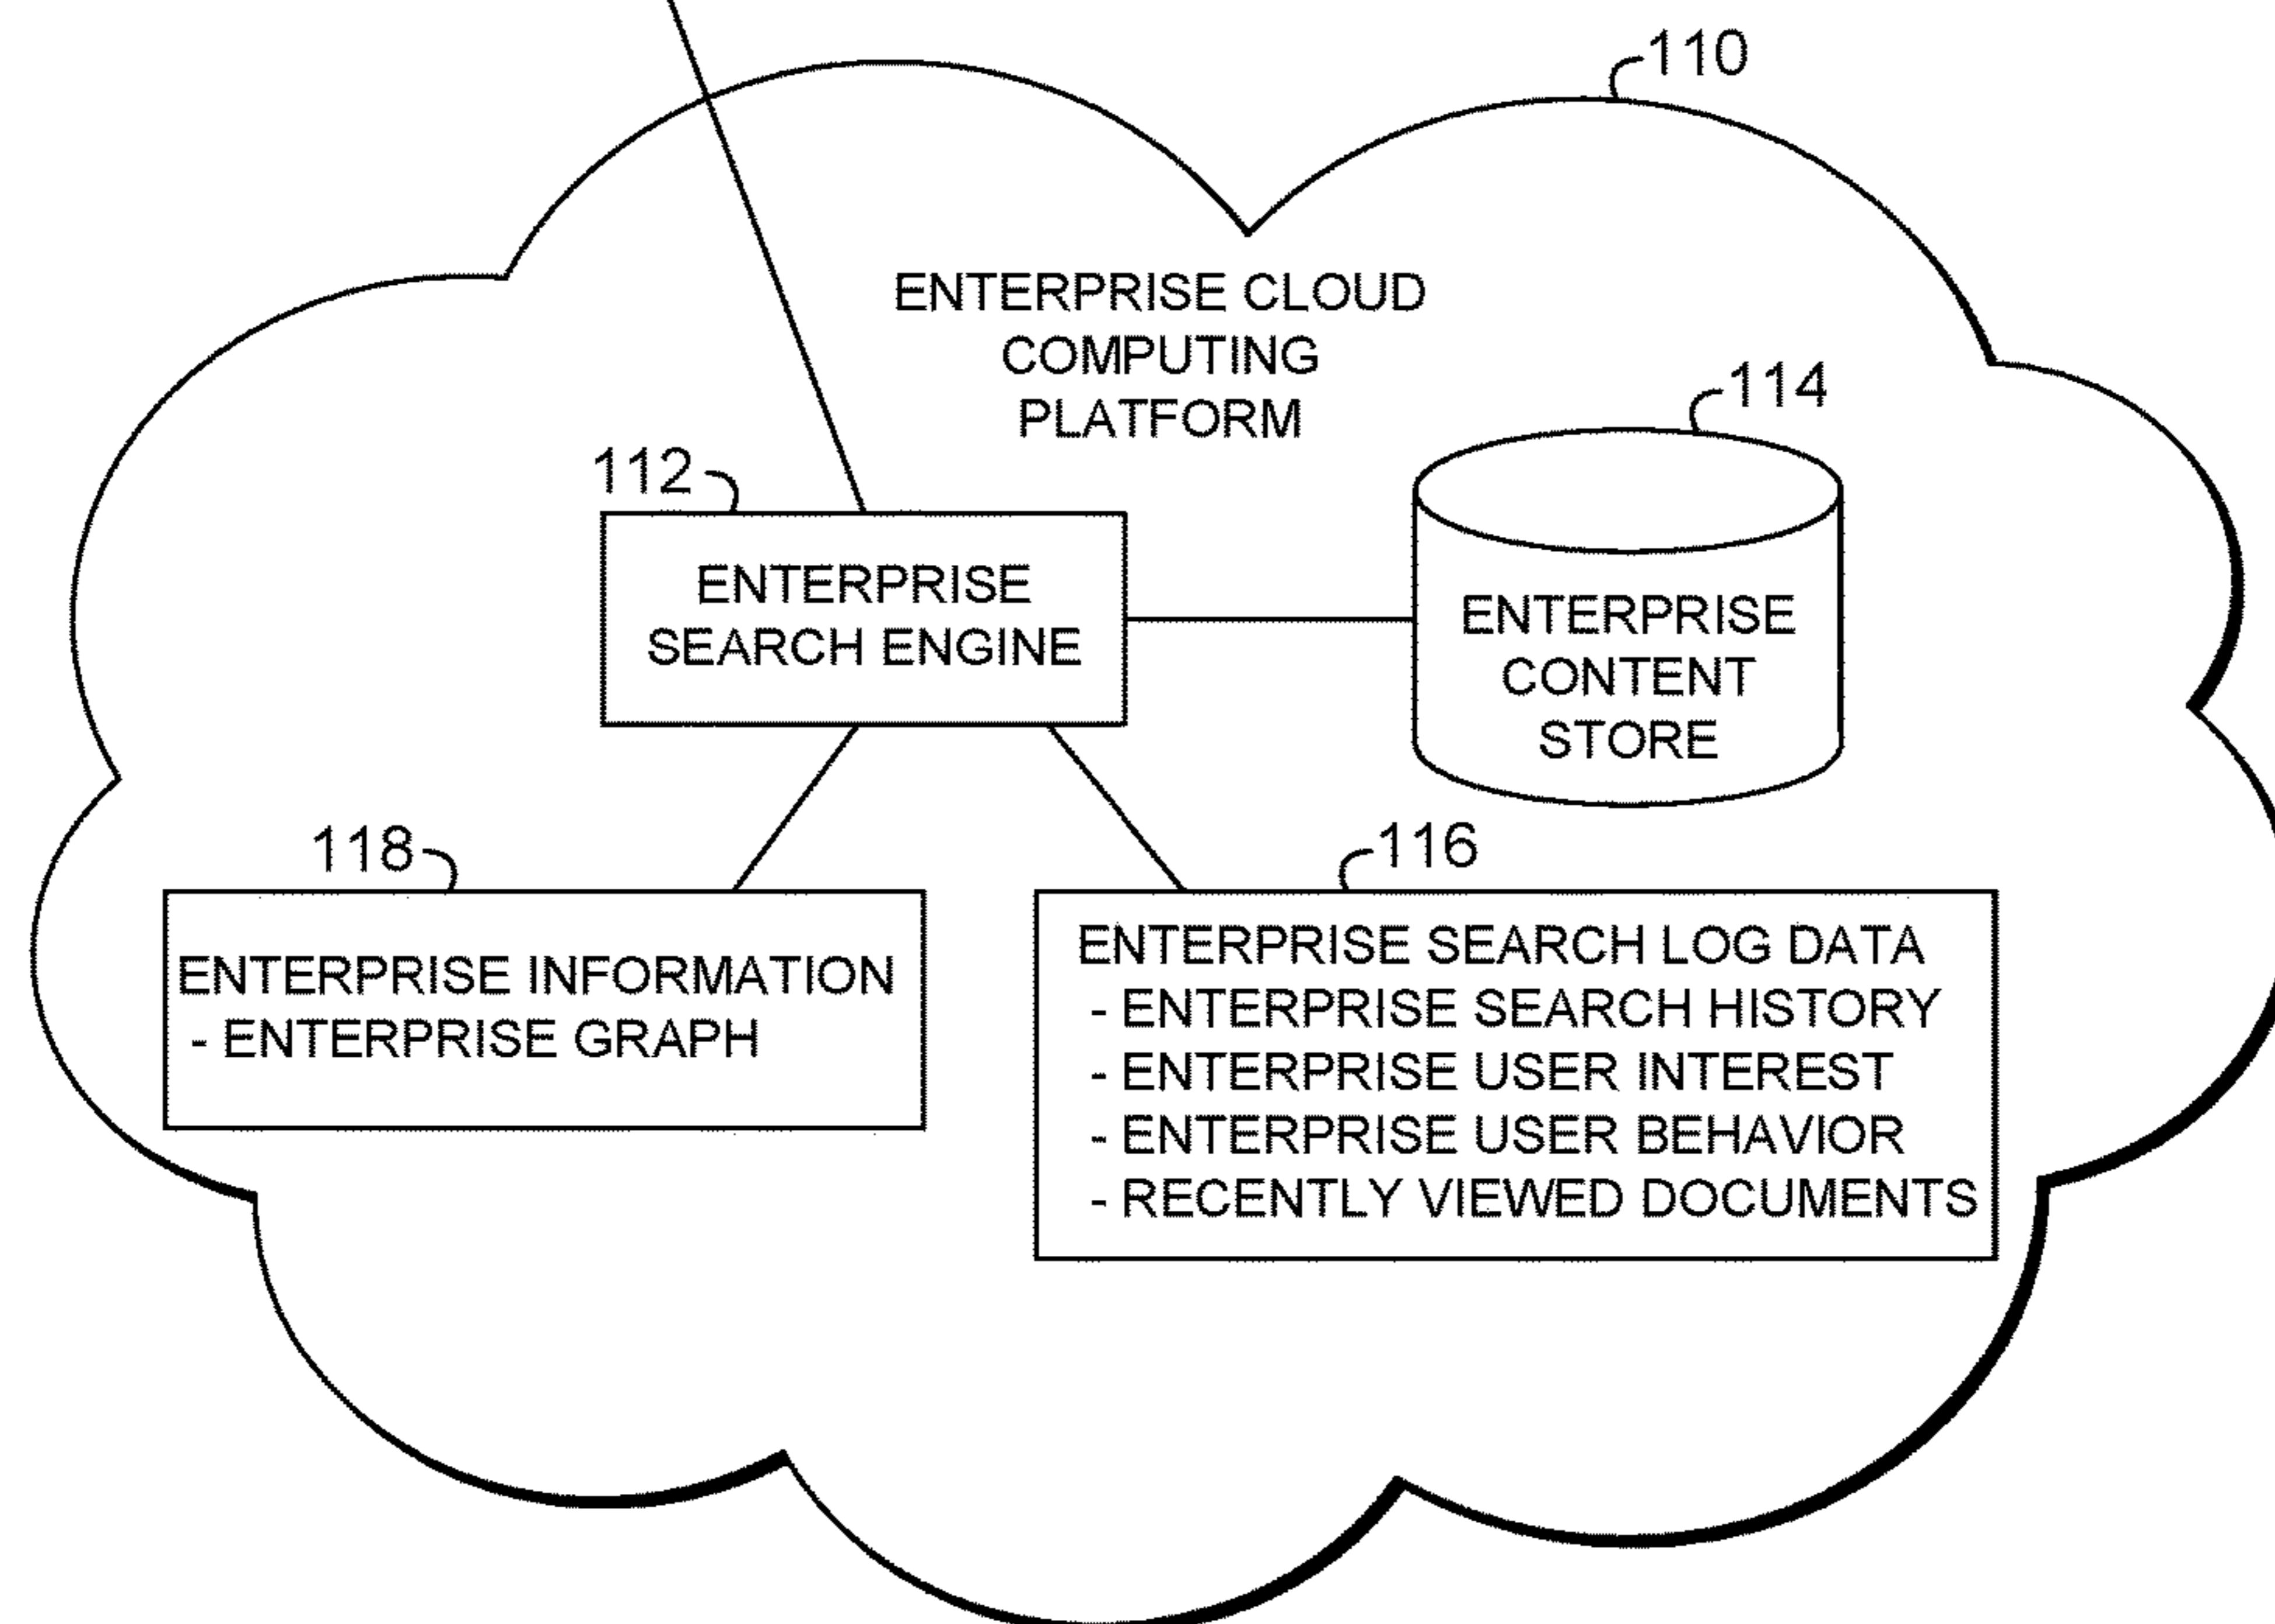 110
ENTERPRISE CLOUD
COMPUTING
PLATFORM
114
112
ENTERPRISE
SEARCH ENGINE
ENTERPRISE
CONTENT
STORE
118
116
ENTERPRISE INFORMATION
- ENTERPRISE GRAPH
ENTERPRISE SEARCH LOG DATA
- ENTERPRISE SEARCH HISTORY
- ENTERPRISE USER INTEREST
- ENTERPRISE USER BEHAVIOR
- RECENTLY VIEWED DOCUMENTS